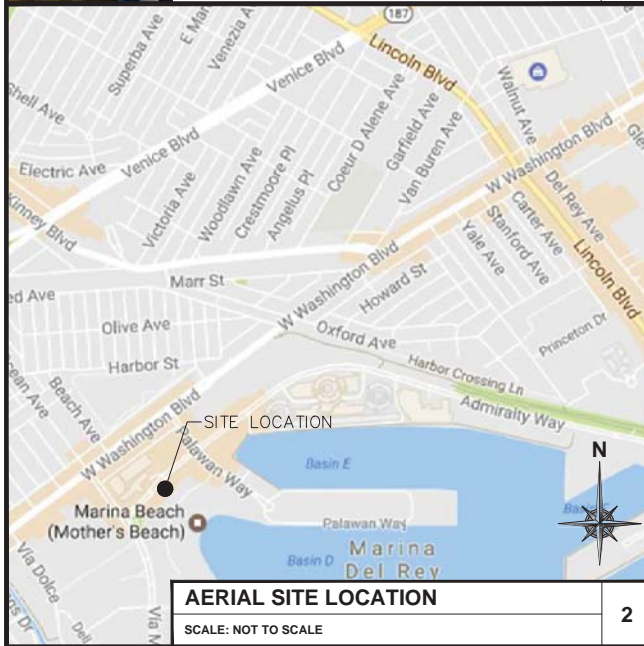 187
Superba Ave
Venezia Ave
Venice Blvd
Lincoln Blvd
Shell Ave
Walnut Ave
Coeur D Alene Ave
Garfield Ave
Van Buren Ave
W Washington Blvd
Electric Ave
Venice Blvd
Victoria Ave
Woodlawn Ave
Crestmoore Pl
Angelus Pl
Del Rey Ave
Carter Ave
Stanford Ave
Yale Ave
Kinney Blvd
Marr St
W Washington Blvd
Howard St
Lincoln Blvd
Olive Ave
Oxford Ave
Princeton Dr
Harbor St
Harbor Crossing Ln
Beach Ave
Admiralty Way
W Washington Blvd
SITE LOCATION
Palawan Way
Basin E
N
Marina Beach
(Mother's Beach)
Palawan Way
Via Dolce
Basin D
Marina
Del Rey
AERIAL SITE LOCATION
2
SCALE: NOT TO SCALE